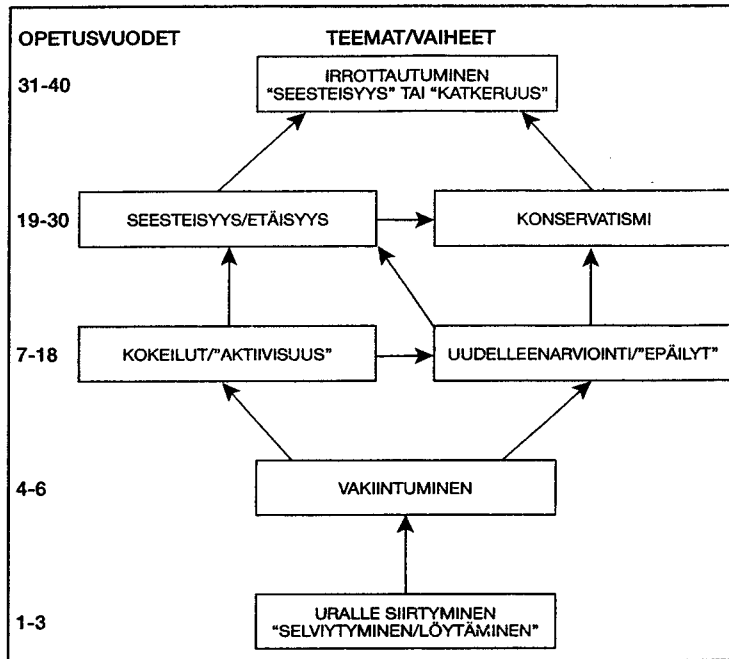 OPETUSVUODET TEEMAT/VAIHEET
31-40
IRROTTAUTUMINEN
"SEESTEISYYS" TAI "KATKERUUS"
19-30
SEESTEISYYS/ETÄISYYS
KONSERVATISMI
7-18
KOKEILUT/"AKTIIVISUUS"
UUDELLEENARVIOINTI/"EPÄILYT"
4-6
VAKIINTUMINEN
1-3
URALLE SIIRTYMINEN
"SELVIYTYMINEN/LÖYTÄMINEN"